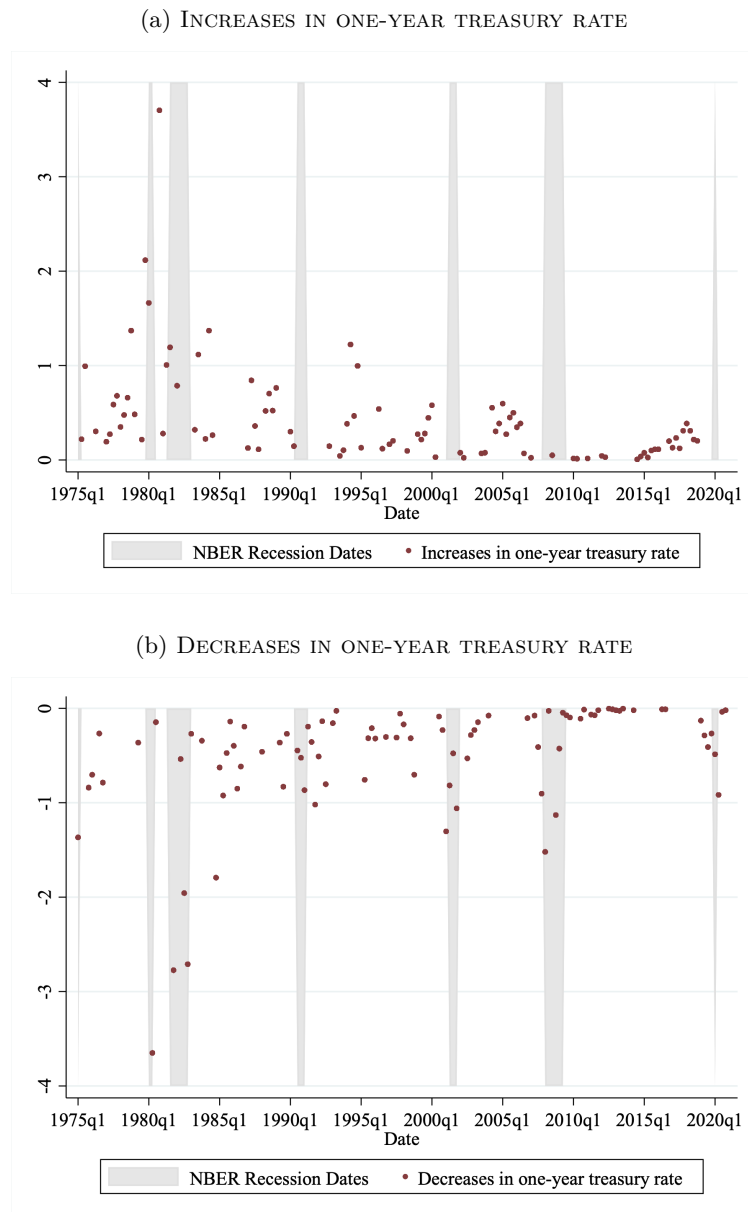 (a) Increases in one-year treasury rate
4
3
2
1
0
1975q1 1980q1 1985q1 1990q1 1995q1 2000q1 2005q1 2010q1 2015q1 2020q1
Date
NBER Recession Dates Increases in one-year treasury rate
(b) Decreases in one-year treasury rate
0
-1
-2
-3
-4
1975q1 1980q1 1985q1 1990q1 1995q1 2000q1 2005q1 2010q1 2015q1 2020q1
Date
NBER Recession Dates Decreases in one-year treasury rate